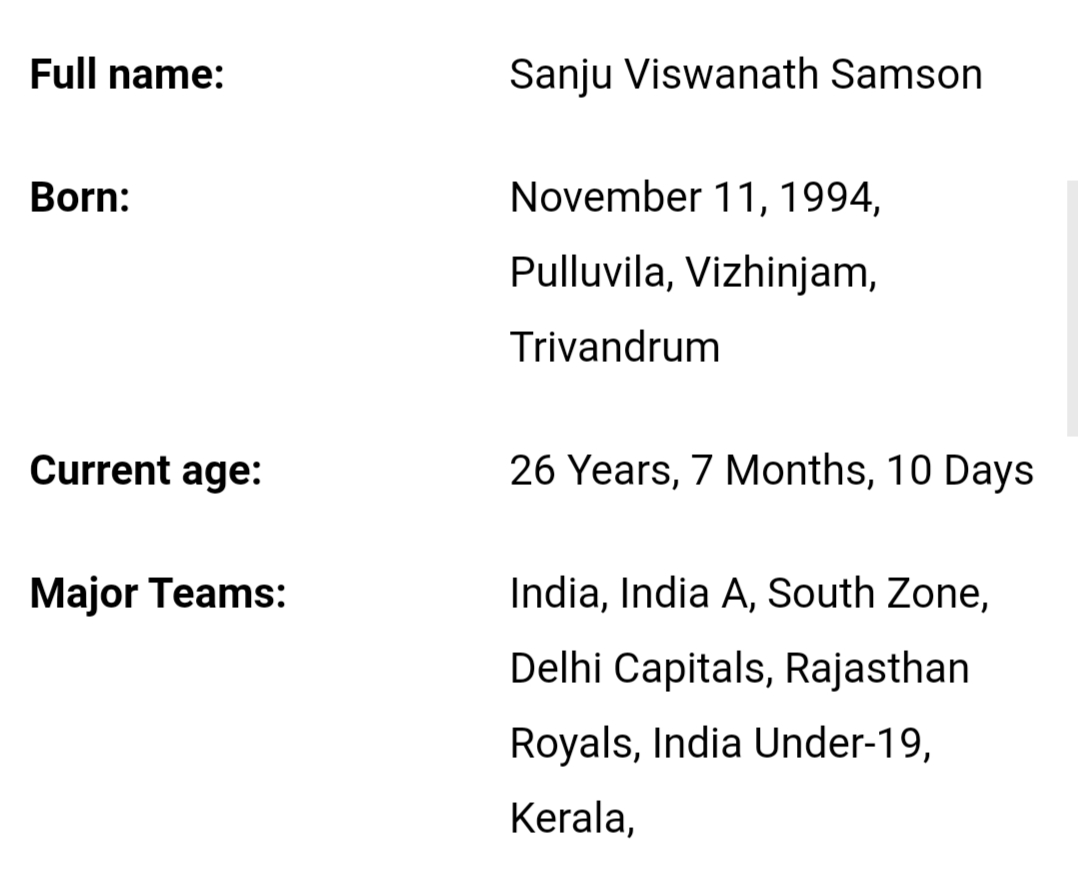 Full name: Sanju Viswanath Samson
Born: November 11, 1994,
Pulluvila, Vizhinjam,
Trivandrum
Current age: 26 Years, 7 Months, 10 Days
Major Teams: India, India A, South Zone,
Delhi Capitals, Rajasthan
Royals, India Under-19,
Kerala,